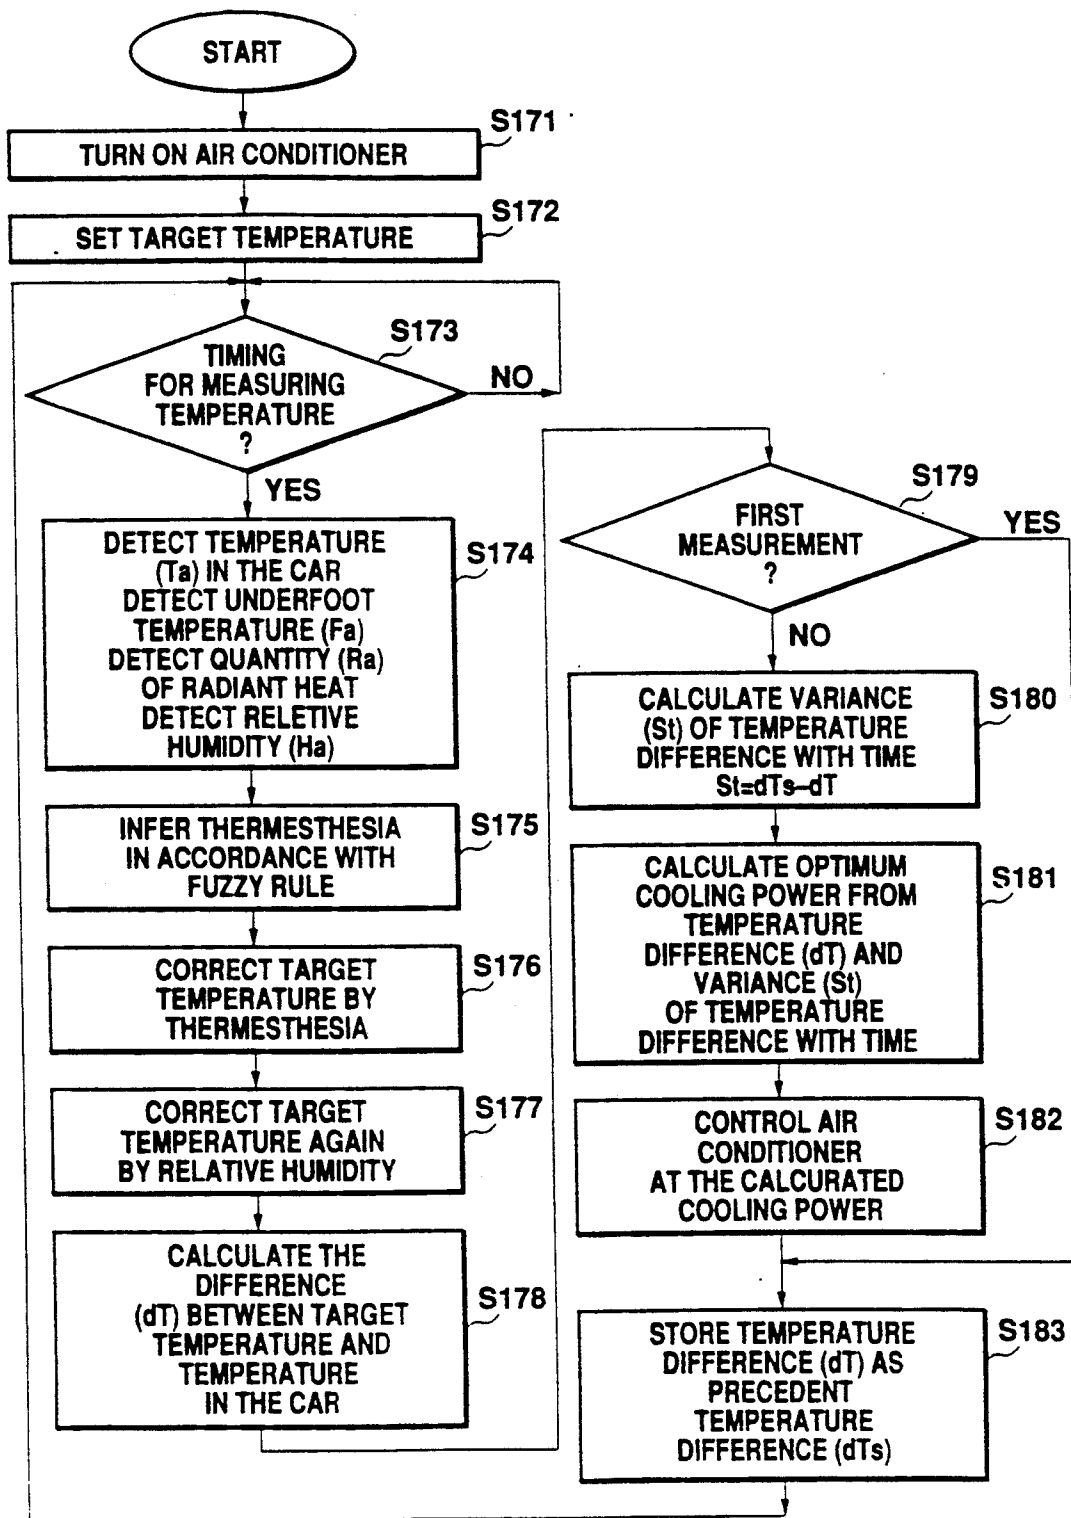 START
S171
TURN ON AIR CONDITIONER
S172
SET TARGET TEMPERATURE
S173
TIMING
FOR MEASURING
TEMPERATURE
?
NO
YES
S174
DETECT TEMPERATURE
(Ta) IN THE CAR
DETECT UNDERFOOT
TEMPERATURE (Fa)
DETECT QUANTITY (Ra)
OF RADIANT HEAT
DETECT RELETIVE
HUMIDITY (Ha)
S175
INFER THERMESTHESIA
IN ACCORDANCE WITH
FUZZY RULE
S176
CORRECT TARGET
TEMPERATURE BY
THERMESTHESIA
S177
CORRECT TARGET
TEMPERATURE AGAIN
BY RELATIVE HUMIDITY
S178
CALCULATE THE
DIFFERENCE
(dT) BETWEEN TARGET
TEMPERATURE AND
TEMPERATURE
IN THE CAR
S179
FIRST
MEASUREMENT
?
YES
NO
S180
CALCULATE VARIANCE
(St) OF TEMPERATURE
DIFFERENCE WITH TIME
St=dTs–dT
S181
CALCULATE OPTIMUM
COOLING POWER FROM
TEMPERATURE
DIFFERENCE (dT) AND
VARIANCE (St)
OF TEMPERATURE
DIFFERENCE WITH TIME
S182
CONTROL AIR
CONDITIONER
AT THE CALCURATED
COOLING POWER
S183
STORE TEMPERATURE
DIFFERENCE (dT) AS
PRECEDENT
TEMPERATURE
DIFFERENCE (dTs)